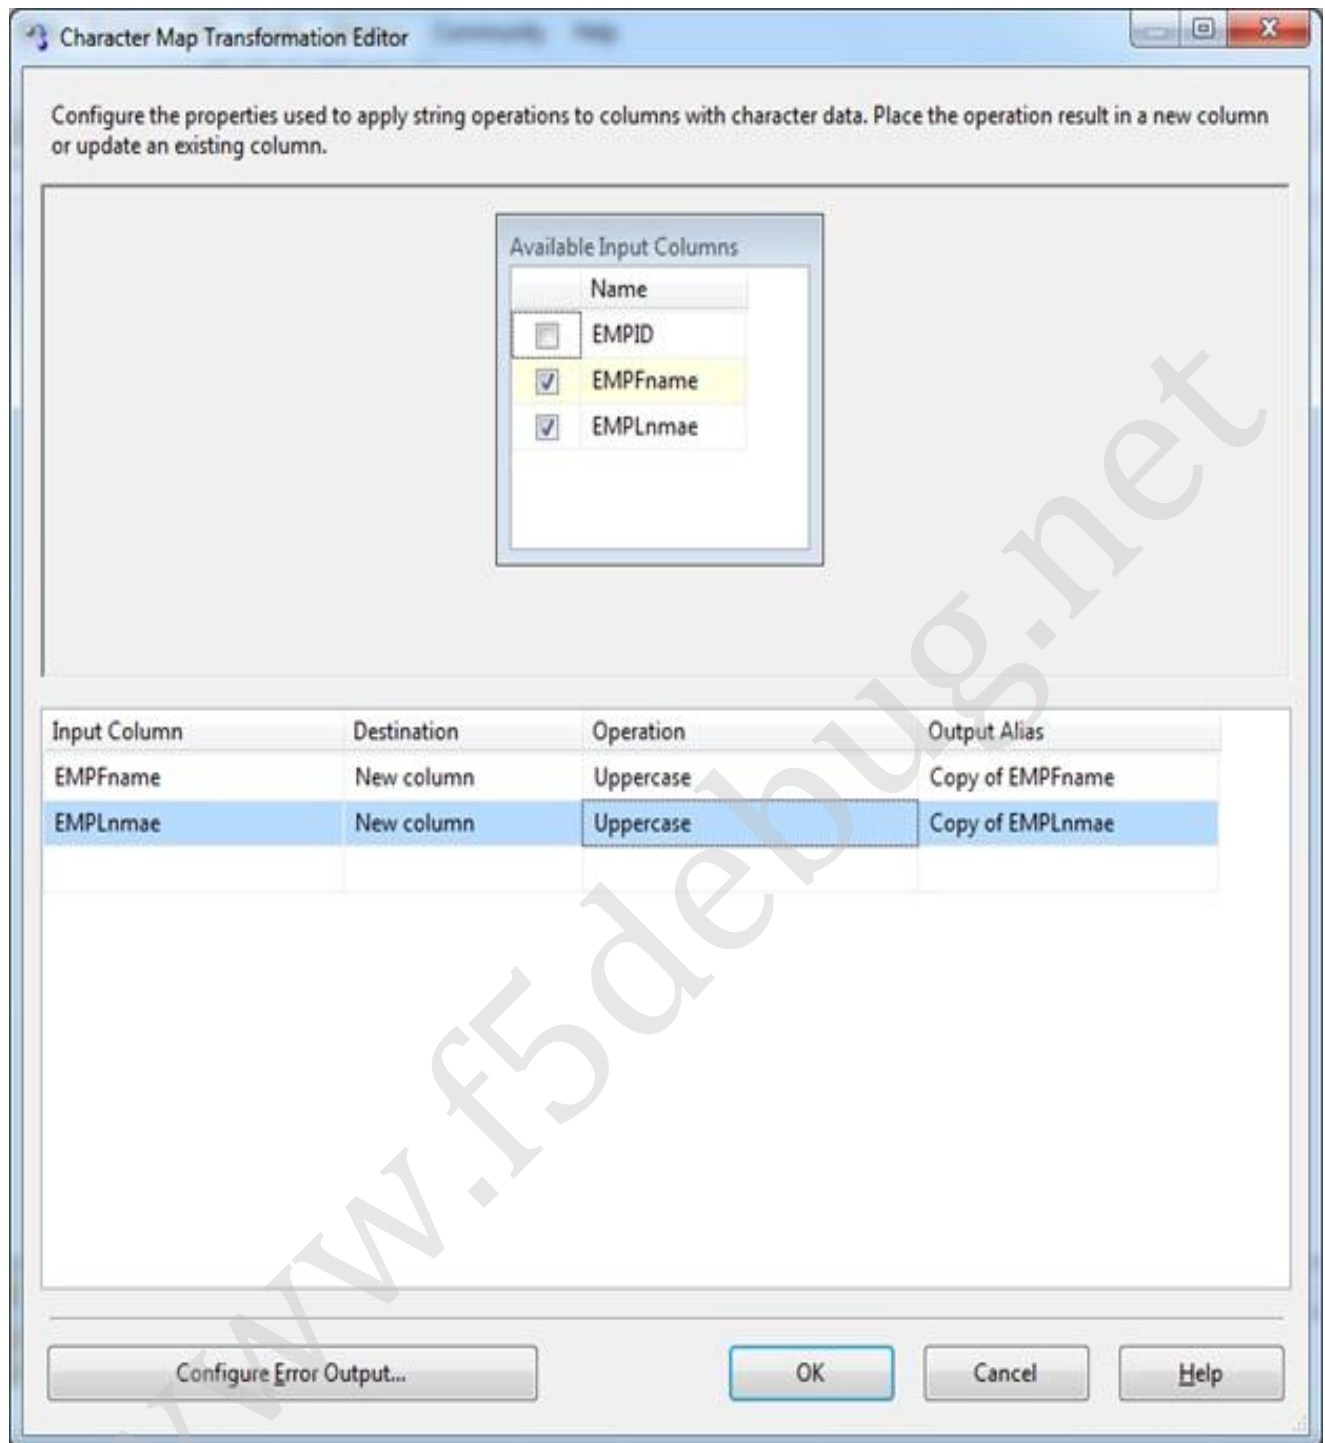 Character Map Transformation Editor
Community Help
Configure the properties used to apply string operations to columns with character data. Place the operation result in a new column
or update an existing column.
Available Input Columns
Name
EMPID
EMPFname
EMPLnmae
Input Column Destination Operation Output Alias
EMPFname New column Uppercase Copy of EMPFname
EMPLnmae New column Uppercase Copy of EMPLnmae
Configure Error Output... OK Cancel Help
www.f5debug.net